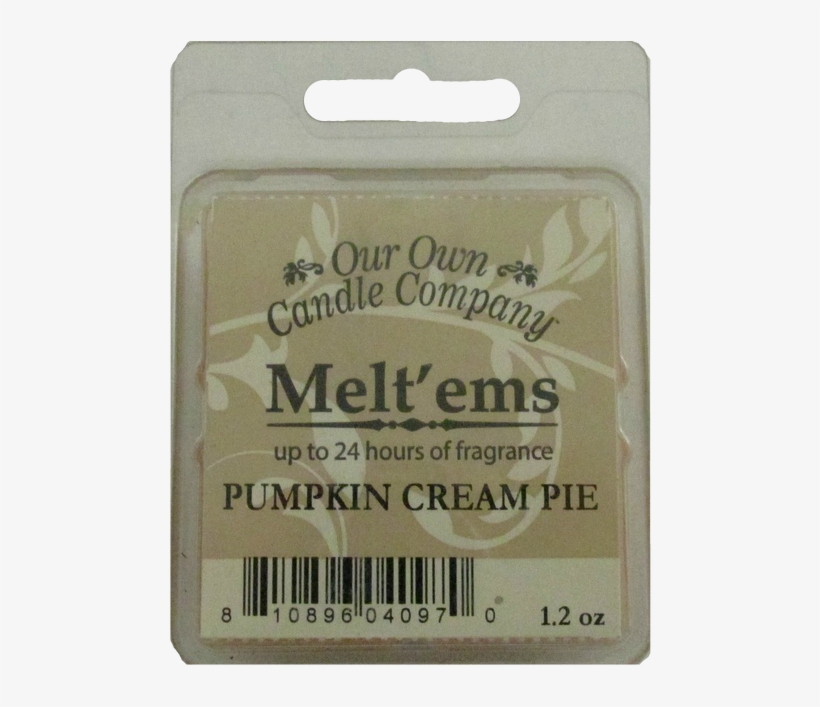 Our Own
Candle Company™
Melt'ems
up to 24 hours of fragrance
PUMPKIN CREAM PIE
8 10896 04097 0
1.2 oz